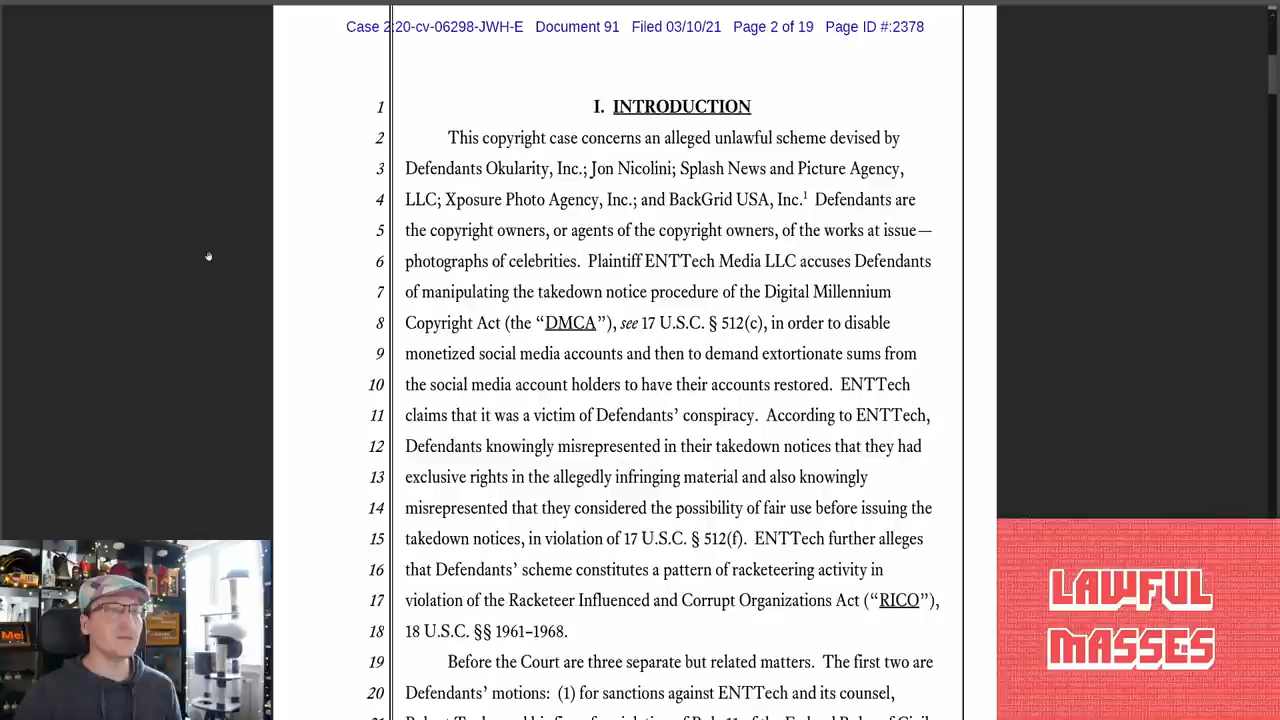 Case 2:20-cv-06298-JWH-E Document 91 Filed 03/10/21 Page 2 of 19 Page ID #:2378
1 I. INTRODUCTION
2 This copyright case concerns an alleged unlawful scheme devised by
3 Defendants Okularity, Inc.; Jon Nicolini; Splash News and Picture Agency,
4 LLC; Xposure Photo Agency, Inc.; and BackGrid USA, Inc.1 Defendants are
5 the copyright owners, or agents of the copyright owners, of the works at issue—
6 photographs of celebrities. Plaintiff ENTTech Media LLC accuses Defendants
7 of manipulating the takedown notice procedure of the Digital Millennium
8 Copyright Act (the “DMCA”), see 17 U.S.C. § 512(c), in order to disable
9 monetized social media accounts and then to demand extortionate sums from
10 the social media account holders to have their accounts restored. ENTTech
11 claims that it was a victim of Defendants’ conspiracy. According to ENTTech,
12 Defendants knowingly misrepresented in their takedown notices that they had
13 exclusive rights in the allegedly infringing material and also knowingly
14 misrepresented that they considered the possibility of fair use before issuing the
15 takedown notices, in violation of 17 U.S.C. § 512(f). ENTTech further alleges
16 that Defendants’ scheme constitutes a pattern of racketeering activity in
17 violation of the Racketeer Influenced and Corrupt Organizations Act (“RICO”),
18 18 U.S.C. §§ 1961–1968.
19 Before the Court are three separate but related matters. The first two are
20 Defendants’ motions: (1) for sanctions against ENTTech and its counsel,
Me!
LAWFUL
MASSES